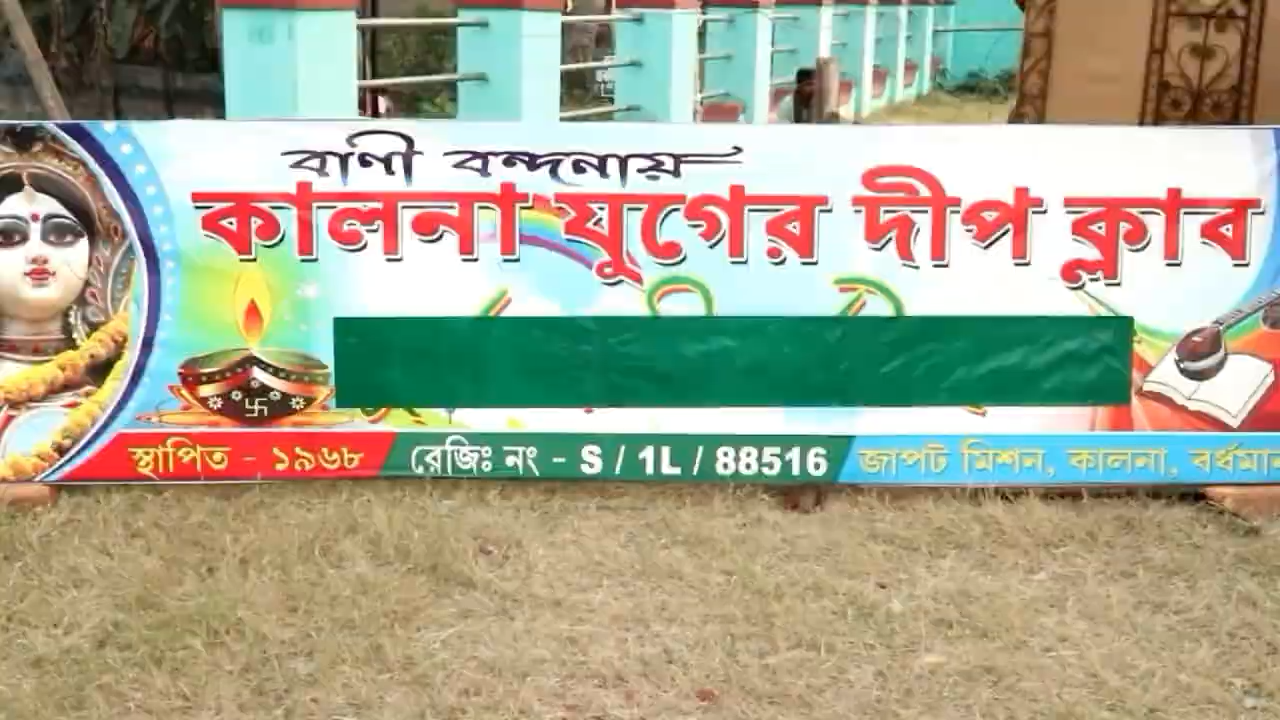 বাণী বন্দনায়
কালনা যুগের দীপ ক্লাব
স্থাপিত - ১৯৬৮ রেজিঃ নং - S / 1L / 88516 জাপট মিশন, কালনা, বর্ধমান